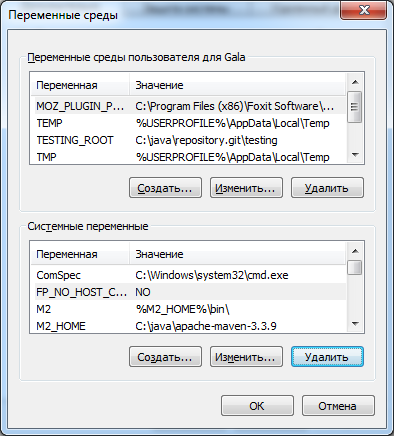 Переменные среды
Переменные среды пользователя для Gala
Переменная Значение
MOZ_PLUGIN_P... C:\Program Files (x86)\Foxit Software\...
TEMP %USERPROFILE%\AppData\Local\Temp
TESTING_ROOT C:\java\repository.git\testing
TMP %USERPROFILE%\AppData\Local\Temp
Создать... Изменить... Удалить
Системные переменные
Переменная Значение
ComSpec C:\Windows\system32\cmd.exe
FP_NO_HOST_C... NO
M2 %M2_HOME%\bin\
M2_HOME C:\java\apache-maven-3.3.9
Создать... Изменить... Удалить
ОК Отмена